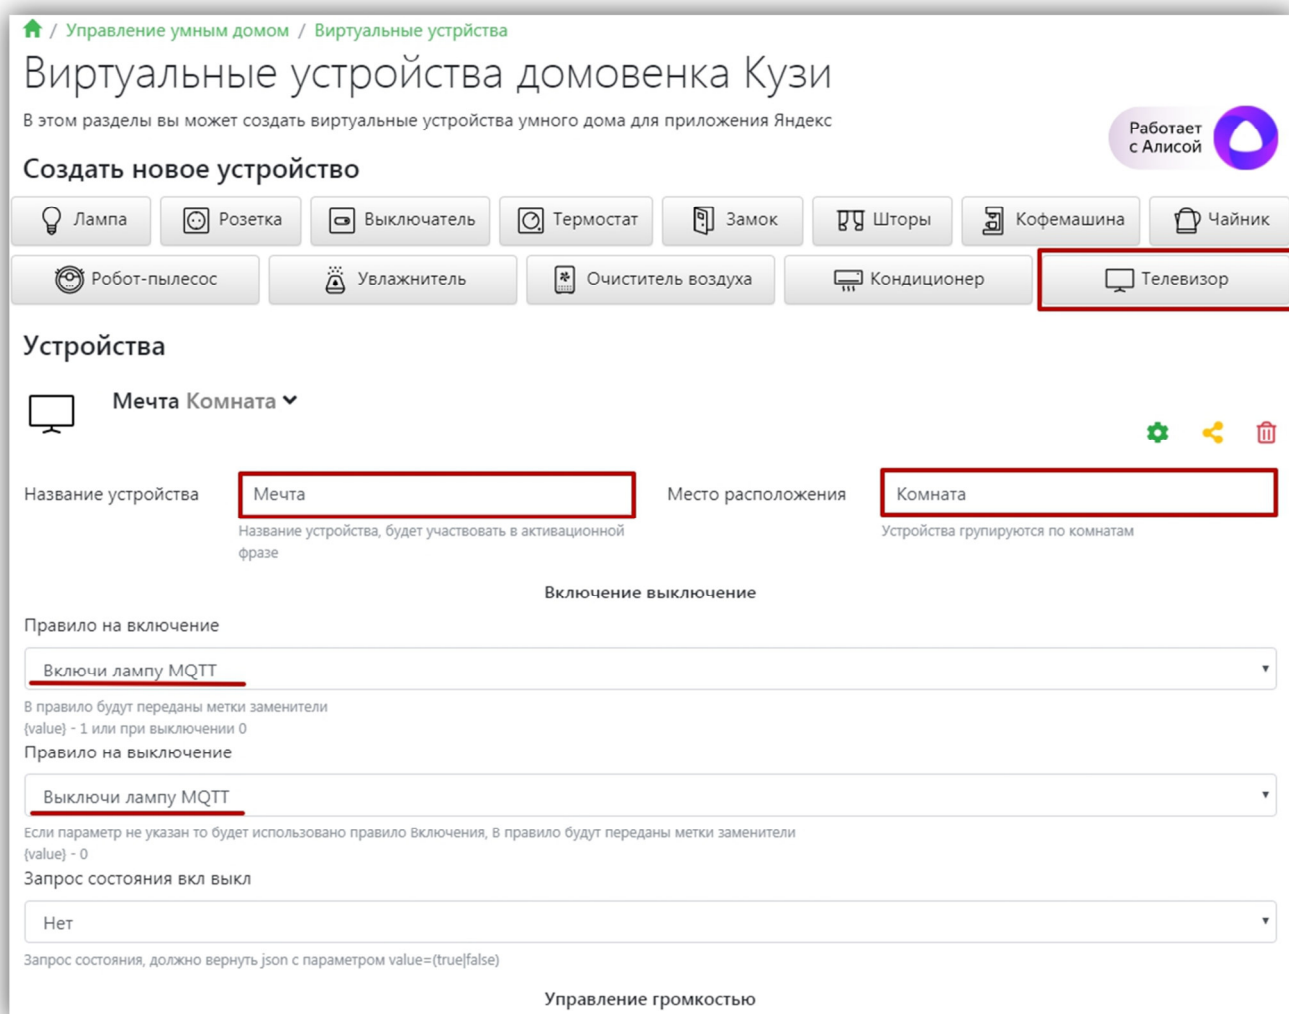 / Управление умным домом / Виртуальные устрйства
Виртуальные устройства домовенка Кузи
В этом разделы вы может создать виртуальные устройства умного дома для приложения Яндекс
Работает
с Алисой
Создать новое устройство
Лампа Розетка Выключатель Термостат Замок Шторы Кофемашина Чайник
Робот-пылесос Увлажнитель Очиститель воздуха Кондиционер Телевизор
Устройства
Мечта Комната
Название устройства Мечта Место расположения Комната
Название устройства, будет участвовать в активационной Устройства групируются по комнатам
фразе
Включение выключение
Правило на включение
Включи лампу MQTT
В правило будут переданы метки заменители
{value} - 1 или при выключении 0
Правило на выключение
Выключи лампу MQTT
Если параметр не указан то будет использовано правило Включения, В правило будут переданы метки заменители
{value} - 0
Запрос состояния вкл выкл
Нет
Запрос состояния, должно вернуть json с параметром value=(true|false)
Управление громкостью